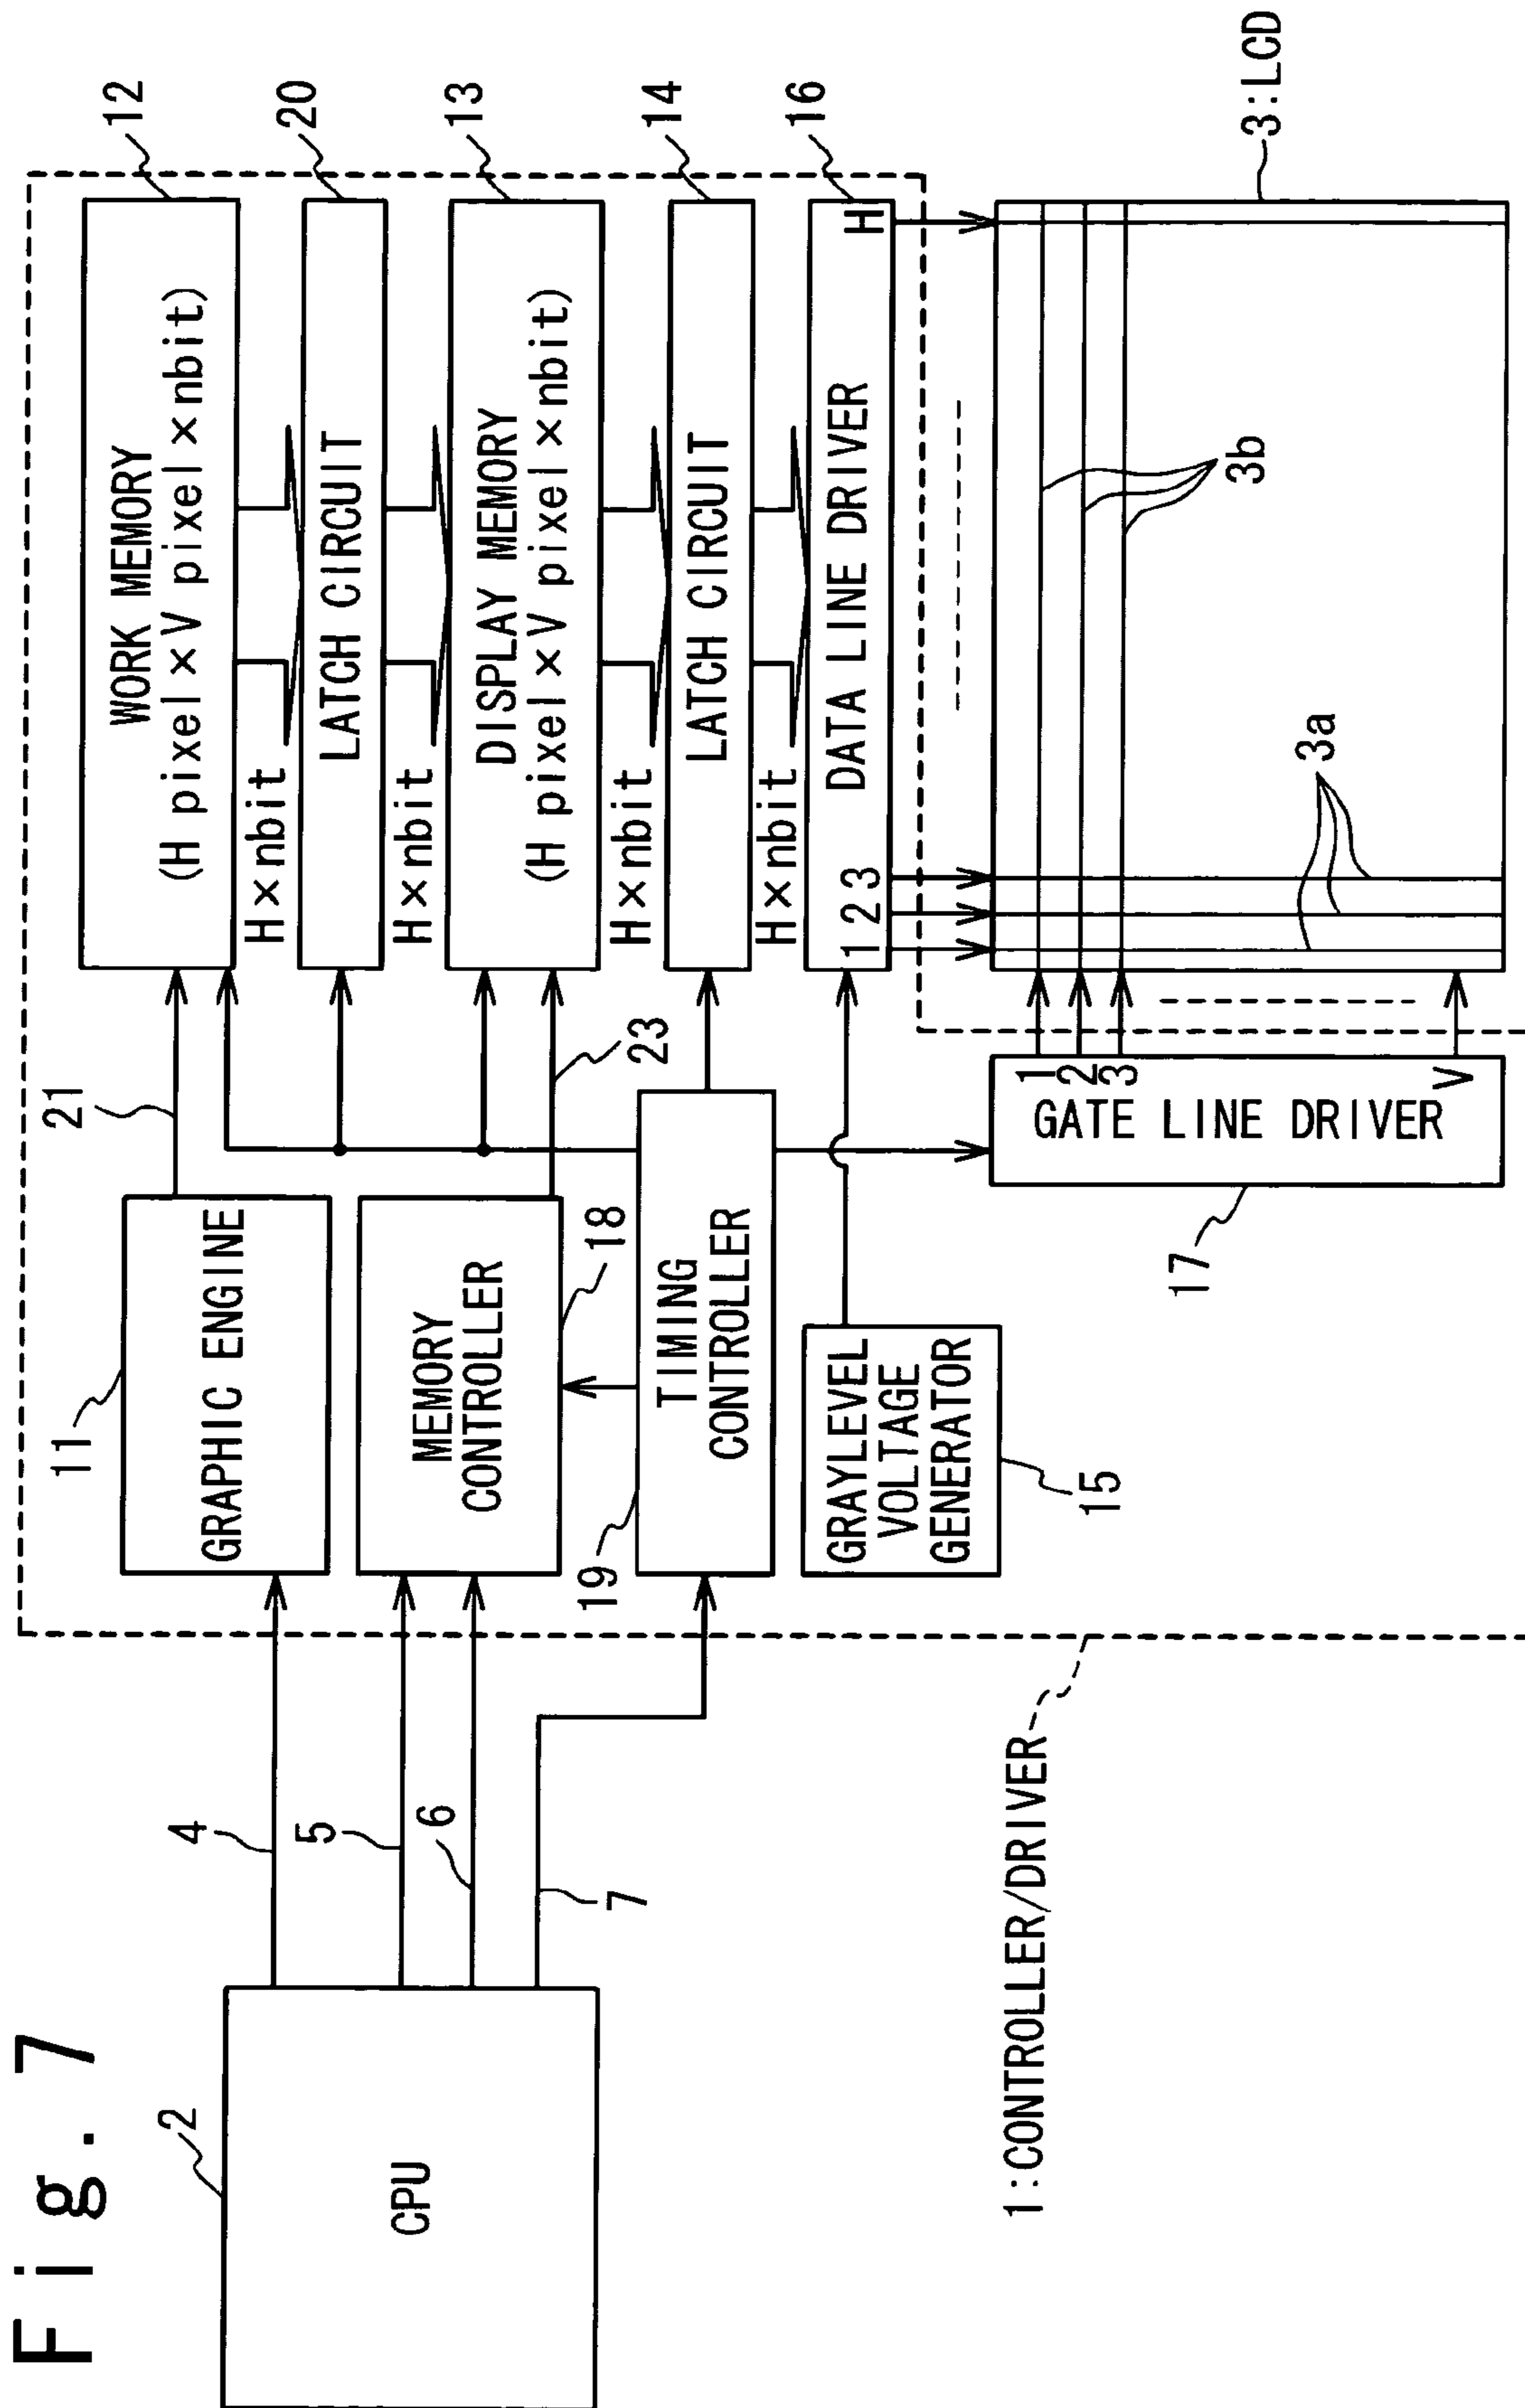 Fig. 7
2
CPU
4
5
6
7
1:CONTROLLER/DRIVER
11
GRAPHIC ENGINE
MEMORY
CONTROLLER
18
19
TIMING
CONTROLLER
GRAYLEVEL
VOLTAGE
GENERATOR
15
21
23
WORK MEMORY
(H pixel×V pixel×nbit)
12
H×nbit
LATCH CIRCUIT
20
H×nbit
DISPLAY MEMORY
(H pixel×V pixel×nbit)
13
H×nbit
LATCH CIRCUIT
14
H×nbit
DATA LINE DRIVER
1 2 3
H
16
1
2
3
V
GATE LINE DRIVER
17
3a
3b
3:LCD